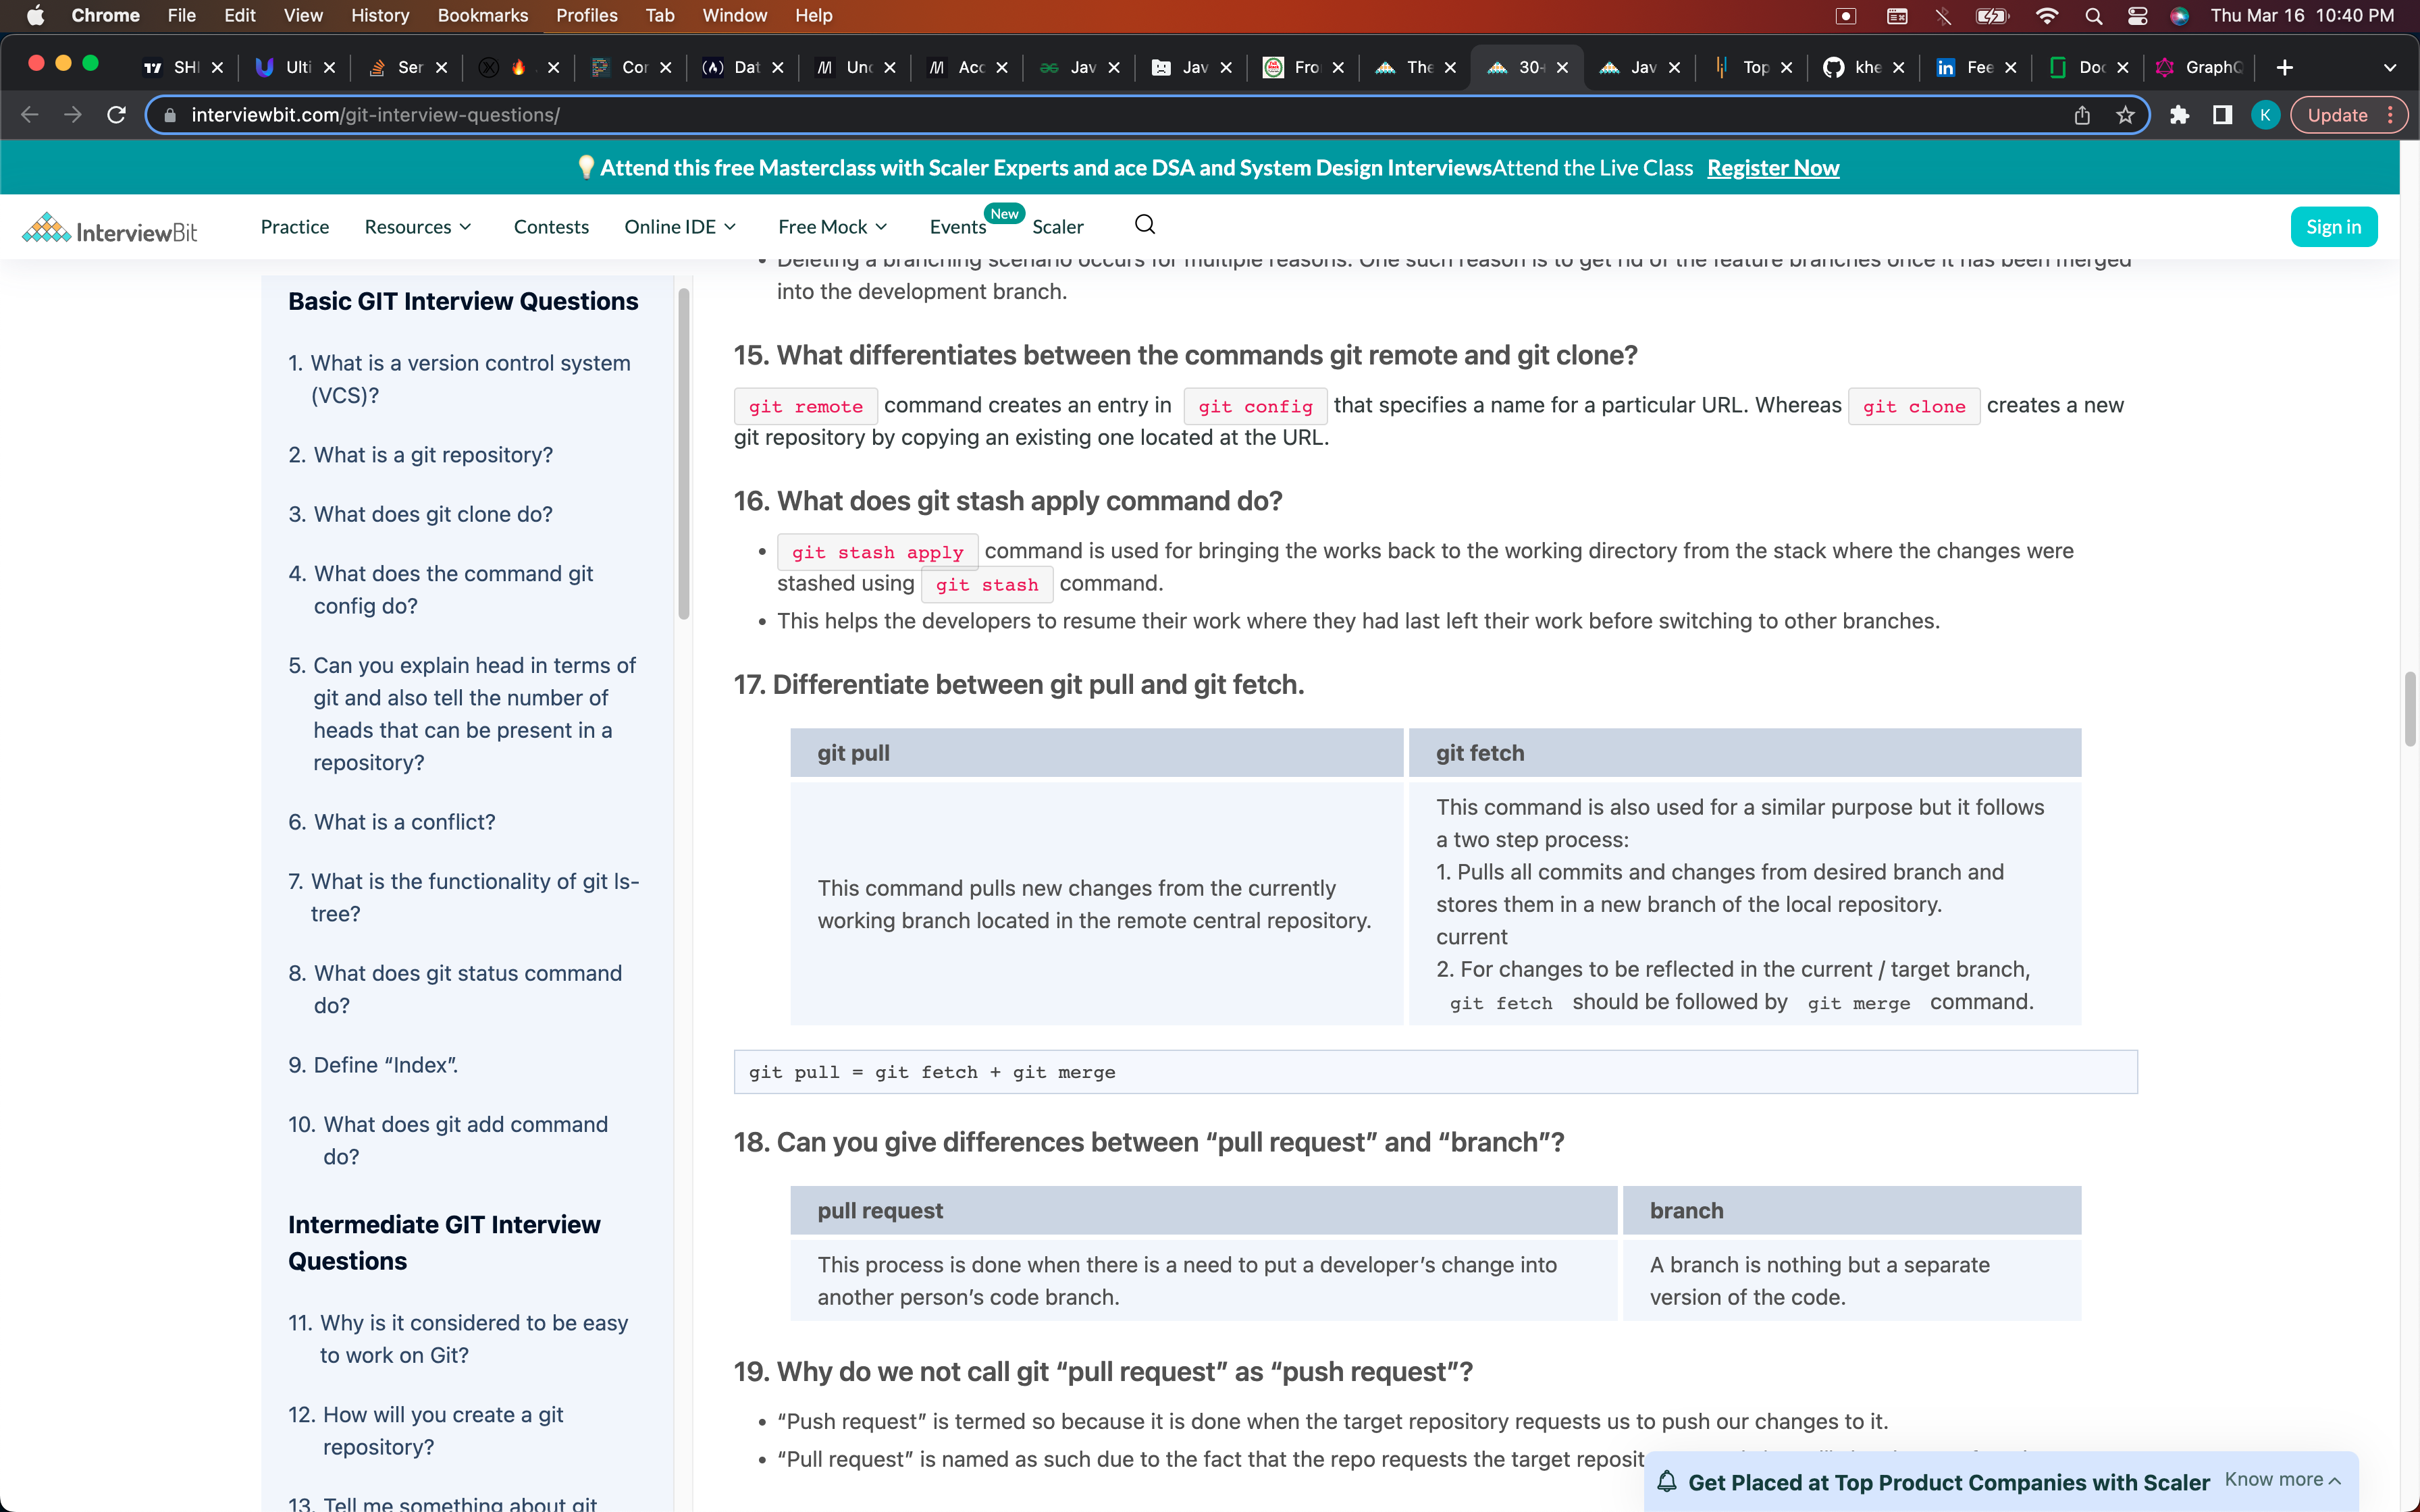 Chrome File Edit View History Bookmarks Profiles Tab Window Help Thu Mar 16 10:40 PM
SHI Ulti Ser Cor Dat Und Acc Jav Jav Fro The 30+ Jav Top khe Fee Doc GraphQ
interviewbit.com/git-interview-questions/ K Update
Attend this free Masterclass with Scaler Experts and ace DSA and System Design InterviewsAttend the Live Class Register Now
InterviewBit Practice Resources Contests Online IDE Free Mock Events New Scaler Sign in
Basic GIT Interview Questions
1. What is a version control system
(VCS)?
2. What is a git repository?
3. What does git clone do?
4. What does the command git
config do?
5. Can you explain head in terms of
git and also tell the number of
heads that can be present in a
repository?
6. What is a conflict?
7. What is the functionality of git ls-
tree?
8. What does git status command
do?
9. Define “Index”.
10. What does git add command
do?
Intermediate GIT Interview
Questions
11. Why is it considered to be easy
to work on Git?
12. How will you create a git
repository?
13. Tell me something about git
• Deleting a branching scenario occurs for multiple reasons. One such reason is to get rid of the feature branches once it has been merged
into the development branch.
15. What differentiates between the commands git remote and git clone?
git remote command creates an entry in git config that specifies a name for a particular URL. Whereas git clone creates a new
git repository by copying an existing one located at the URL.
16. What does git stash apply command do?
• git stash apply command is used for bringing the works back to the working directory from the stack where the changes were
stashed using git stash command.
• This helps the developers to resume their work where they had last left their work before switching to other branches.
17. Differentiate between git pull and git fetch.
git pull git fetch
This command pulls new changes from the currently
working branch located in the remote central repository.
This command is also used for a similar purpose but it follows
a two step process:
1. Pulls all commits and changes from desired branch and
stores them in a new branch of the local repository.
current
2. For changes to be reflected in the current / target branch,
git fetch should be followed by git merge command.
git pull = git fetch + git merge
18. Can you give differences between “pull request” and “branch”?
pull request branch
This process is done when there is a need to put a developer’s change into
another person’s code branch.
A branch is nothing but a separate
version of the code.
19. Why do we not call git “pull request” as “push request”?
• “Push request” is termed so because it is done when the target repository requests us to push our changes to it.
• “Pull request” is named as such due to the fact that the repo requests the target
Get Placed at Top Product Companies with Scaler Know more